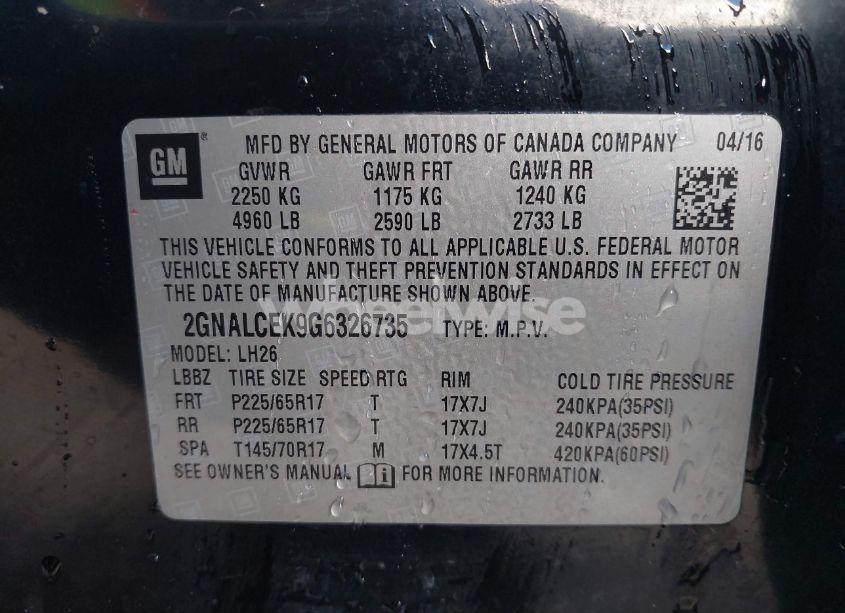 GM ® MFD BY GENERAL MOTORS OF CANADA COMPANY 04/16
GVWR GAWR FRT GAWR RR
2250 KG 1175 KG 1240 KG
4960 LB 2590 LB 2733 LB
THIS VEHICLE CONFORMS TO ALL APPLICABLE U.S. FEDERAL MOTOR
VEHICLE SAFETY AND THEFT PREVENTION STANDARDS IN EFFECT ON
THE DATE OF MANUFACTURE SHOWN ABOVE.
2GNALCEK9G6326735 TYPE: M.P.V.
MODEL: LH26
LBBZ TIRE SIZE SPEED RTG RIM COLD TIRE PRESSURE
FRT P225/65R17 T 17X7J 240KPA(35PSI)
RR P225/65R17 T 17X7J 240KPA(35PSI)
SPA T145/70R17 M 17X4.5T 420KPA(60PSI)
SEE OWNER'S MANUAL i FOR MORE INFORMATION.